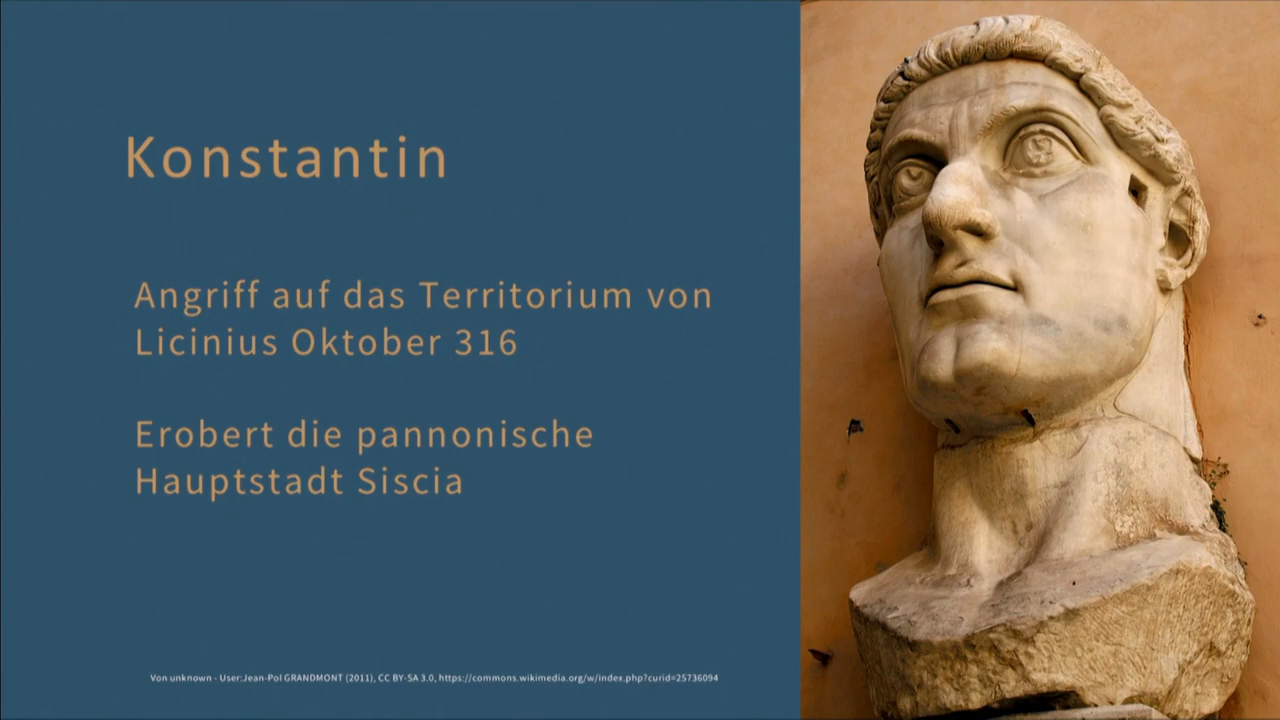 Konstantin
Angriff auf das Territorium von
Licinius Oktober 316
Erobert die pannonische
Hauptstadt Siscia
Von unknown - User:Jean-Pol GRANDMONT (2011), CC BY-SA 3.0, https://commons.wikimedia.org/w/index.php?curid=25736094